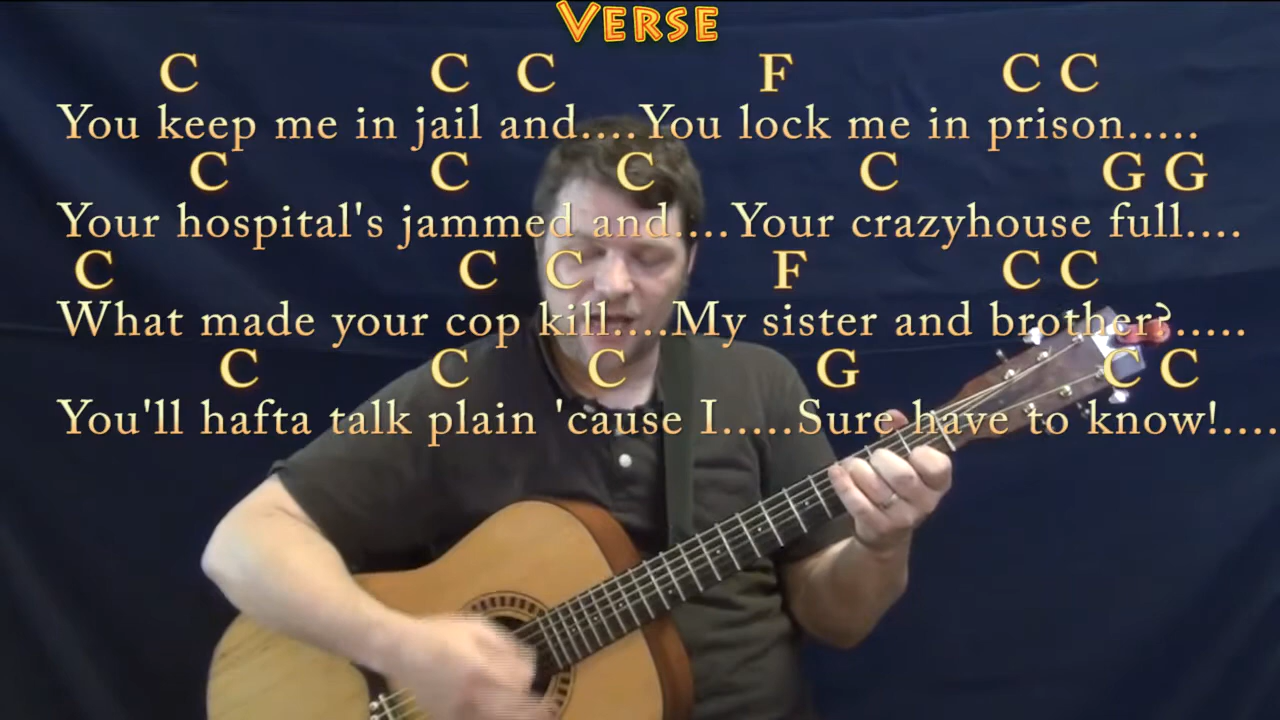 VERSE
C C C F C C
You keep me in jail and....You lock me in prison.....
C C C C G G
Your hospital's jammed and....Your crazyhouse full....
C C C F C C
What made your cop kill....My sister and brother?.....
C C C G C C
You'll hafta talk plain 'cause I.....Sure have to know!....